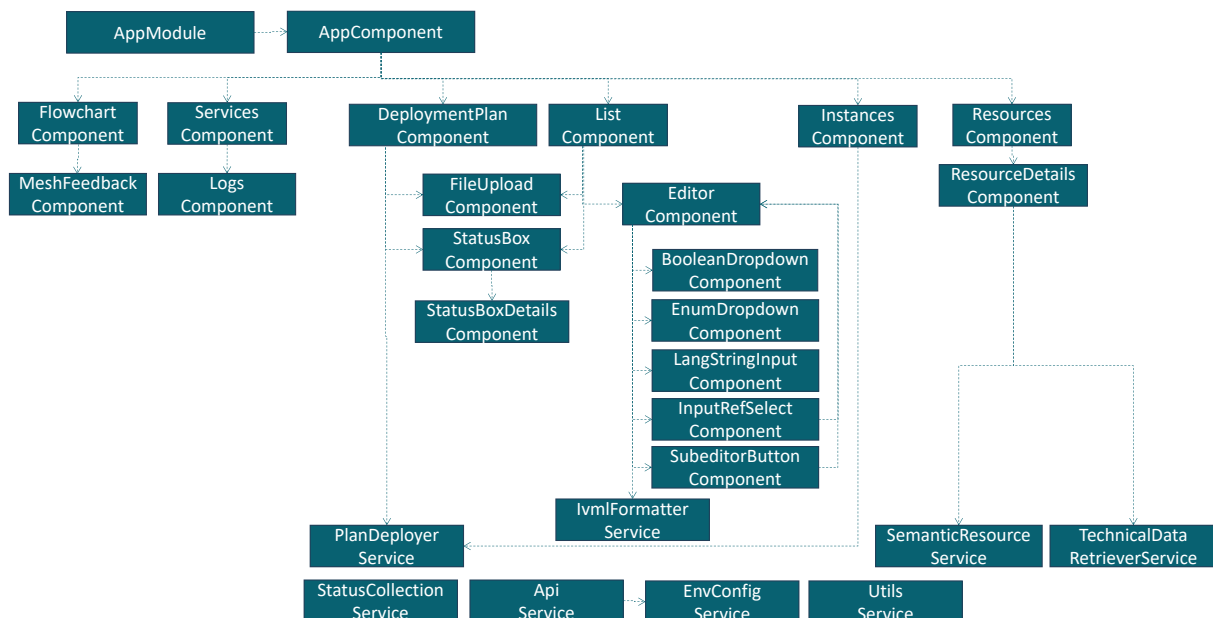 AppModule
AppComponent
Flowchart
Component
Services
Component
DeploymentPlan
Component
List
Component
Instances
Component
Resources
Component
MeshFeedback
Component
Logs
Component
FileUpload
Component
Editor
Component
ResourceDetails
Component
StatusBox
Component
BooleanDropdown
Component
StatusBoxDetails
Component
EnumDropdown
Component
LangStringInput
Component
InputRefSelect
Component
SubeditorButton
Component
IvmlFormatter
Service
PlanDeployer
Service
SemanticResource
Service
TechnicalData
RetrieverService
StatusCollection
Service
Api
Service
EnvConfig
Service
Utils
Service